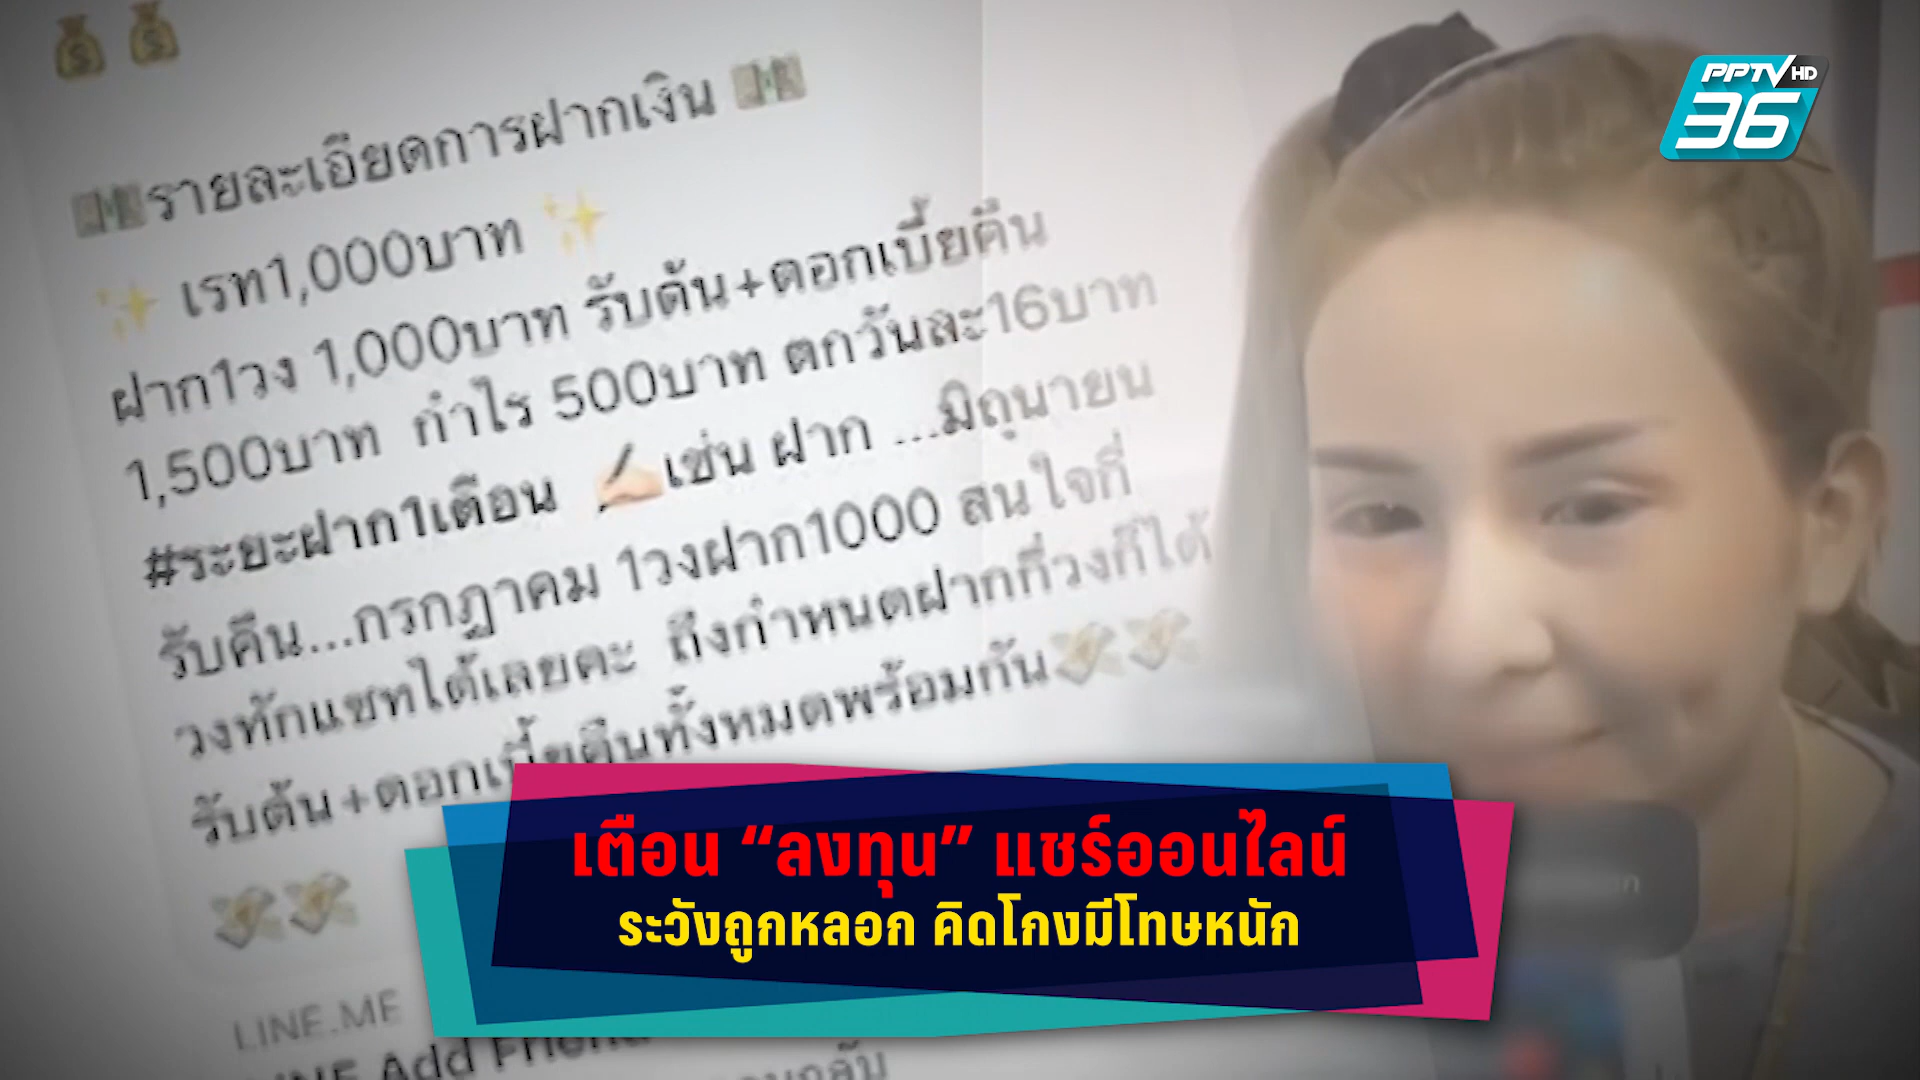 PPTV HD
36
รายละเอียดการฝากเงิน
เรท1,000บาท
ฝาก1วง 1,000บาท รับต้น+ดอกเบี้ยคืน
1,500บาท กำไร 500บาท ตกวันละ16บาท
#ระยะฝาก1เดือน เช่น ฝาก ...มิถุนายน
รับคืน...กรกฎาคม 1วงฝาก1000 สนใจกี่
วงทักแชทได้เลยคะ ถึงกำหนดฝากกี่วงก็ได้
รับต้น+ดอกเบี้ยคืนทั้งหมดพร้อมกัน
เตือน “ลงทุน” แชร์ออนไลน์
ระวังถูกหลอก คิดโกงมีโทษหนัก
LINE.ME
LINE Add Friend